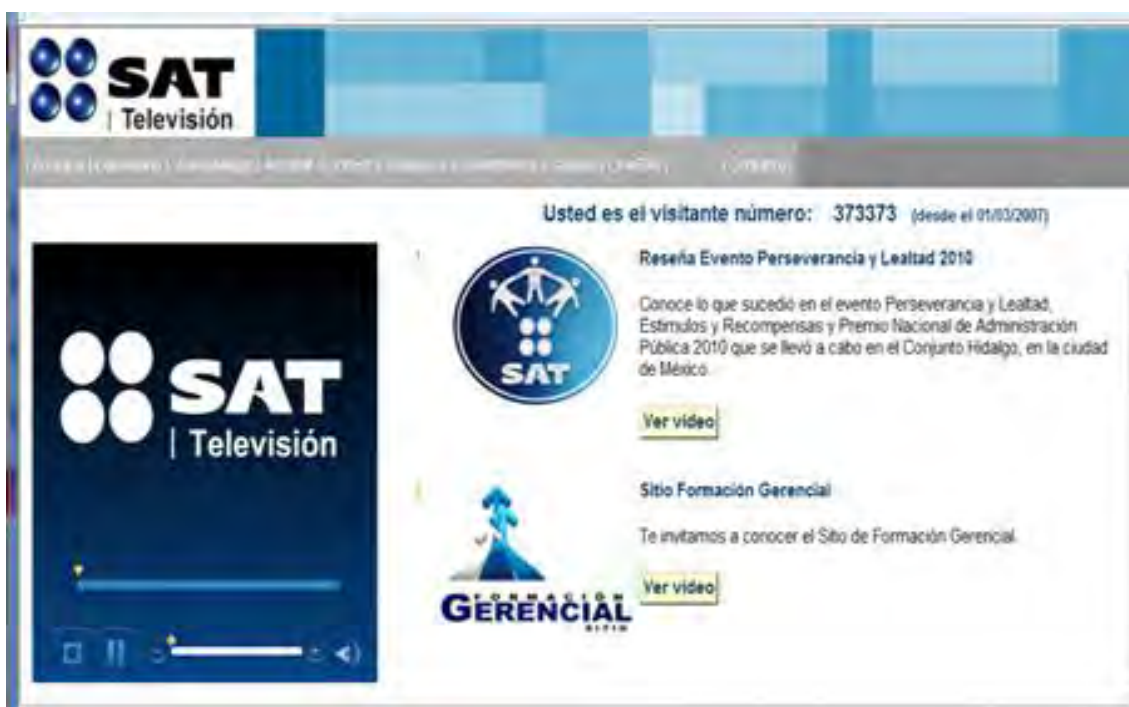 SAT
| Televisión
Usted es el visitante número: 373373 (desde el 01/03/2007)
SAT
| Televisión
SAT
Reseña Evento Perseverancia y Lealtad 2010
Conoce lo que sucedió en el evento Perseverancia y Lealtad,
Estímulos y Recompensas y Premio Nacional de Administración
Pública 2010 que se llevó a cabo en el Conjunto Hidalgo, en la ciudad
de México.
Ver video
FORMACIÓN
GERENCIAL
SITIO
Sitio Formación Gerencial
Te invitamos a conocer el Sitio de Formación Gerencial.
Ver video